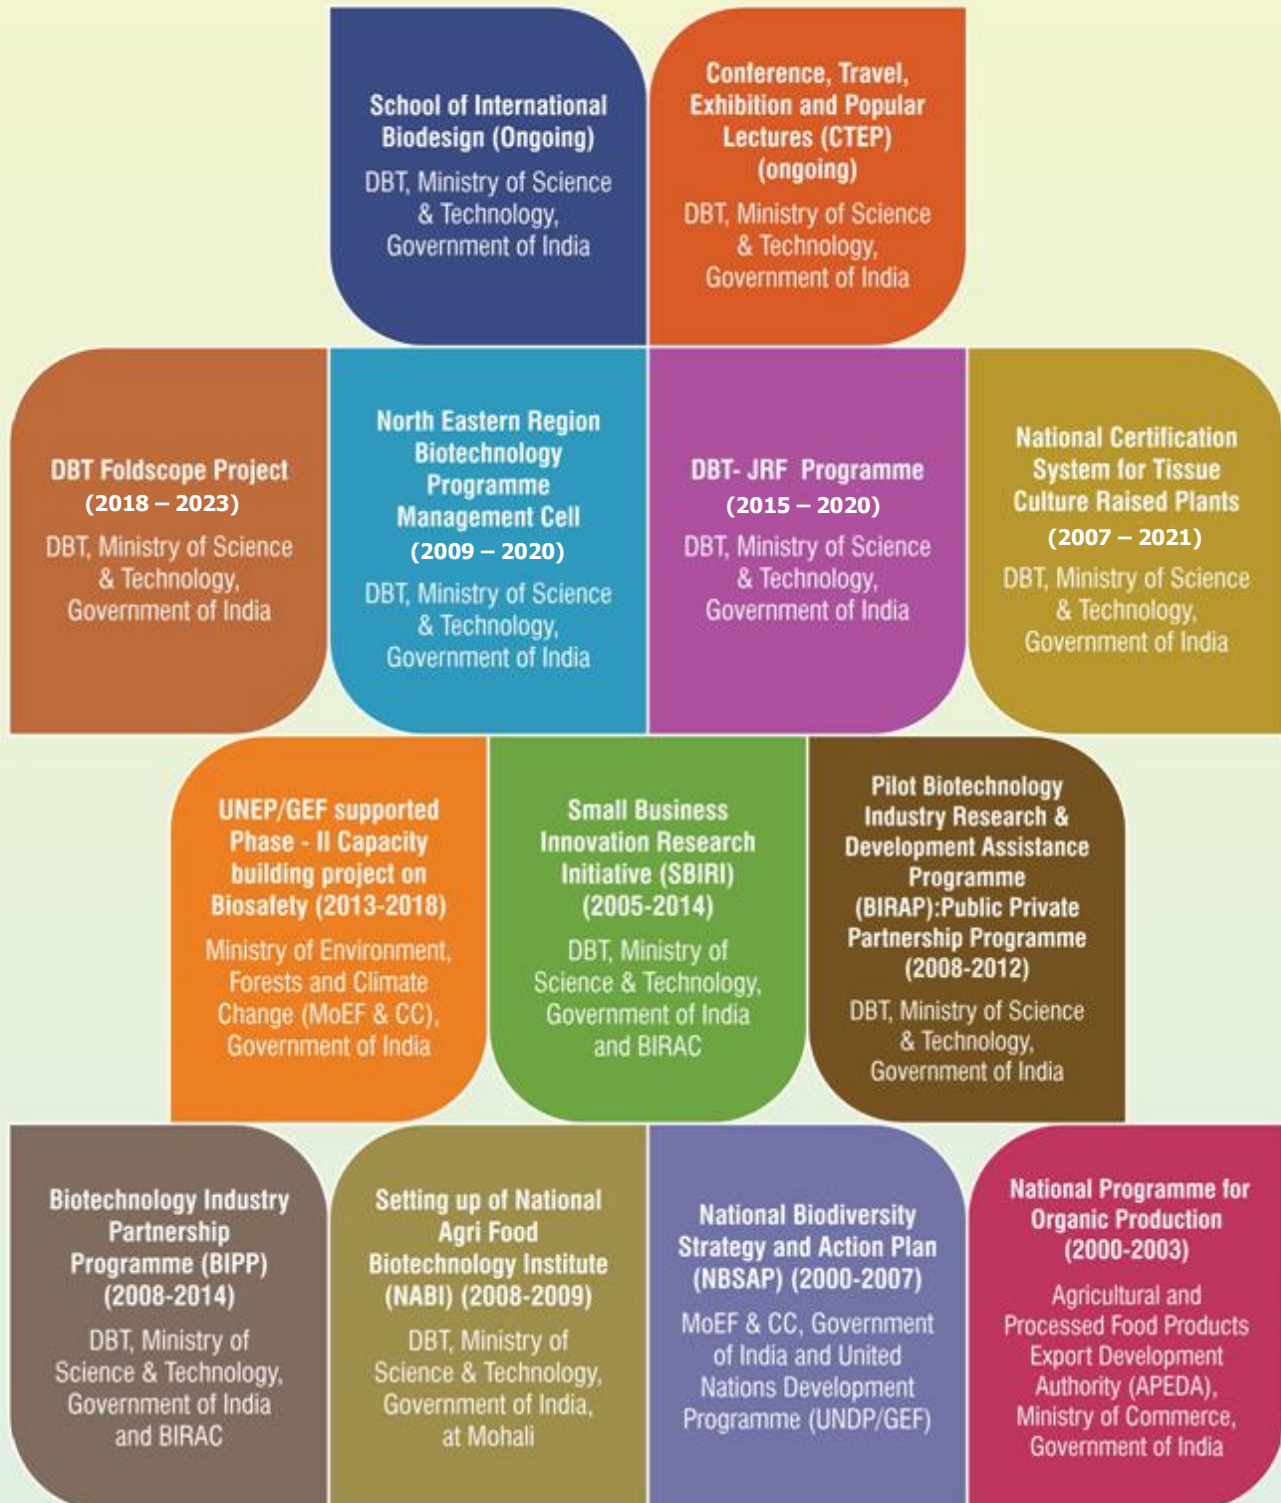 School of International
Biodesign (Ongoing)
DBT, Ministry of Science
& Technology,
Government of India
Conference, Travel,
Exhibition and Popular
Lectures (CTEP)
(ongoing)
DBT, Ministry of Science
& Technology,
Government of India
DBT Foldscope Project
(2018 – 2023)
DBT, Ministry of Science
& Technology,
Government of India
North Eastern Region
Biotechnology
Programme
Management Cell
(2009 – 2020)
DBT, Ministry of Science
& Technology,
Government of India
DBT- JRF Programme
(2015 – 2020)
DBT, Ministry of Science
& Technology,
Government of India
National Certification
System for Tissue
Culture Raised Plants
(2007 – 2021)
DBT, Ministry of Science
& Technology,
Government of India
UNEP/GEF supported
Phase - II Capacity
building project on
Biosafety (2013-2018)
Ministry of Environment,
Forests and Climate
Change (MoEF & CC),
Government of India
Small Business
Innovation Research
Initiative (SBIRI)
(2005-2014)
DBT, Ministry of
Science & Technology,
Government of India
and BIRAC
Pilot Biotechnology
Industry Research &
Development Assistance
Programme
(BIRAP):Public Private
Partnership Programme
(2008-2012)
DBT, Ministry of Science
& Technology,
Government of India
Biotechnology Industry
Partnership
Programme (BIPP)
(2008-2014)
DBT, Ministry of
Science & Technology,
Government of India
and BIRAC
Setting up of National
Agri Food
Biotechnology Institute
(NABI) (2008-2009)
DBT, Ministry of
Science & Technology,
Government of India,
at Mohali
National Biodiversity
Strategy and Action Plan
(NBSAP) (2000-2007)
MoEF & CC, Government
of India and United
Nations Development
Programme (UNDP/GEF)
National Programme for
Organic Production
(2000-2003)
Agricultural and
Processed Food Products
Export Development
Authority (APEDA),
Ministry of Commerce,
Government of India